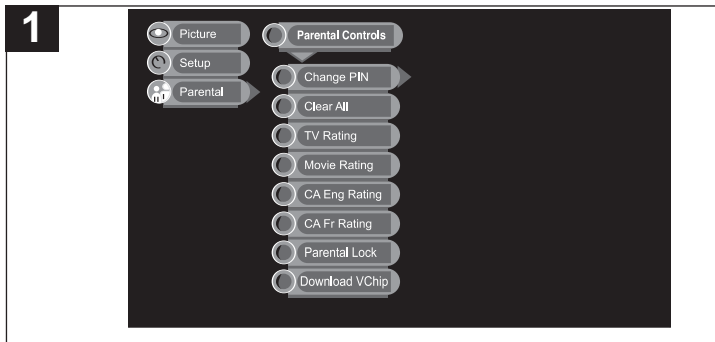 1
Picture
Setup
Parental
Parental Controls
Change PIN
Clear All
TV Rating
Movie Rating
CA Eng Rating
CA Fr Rating
Parental Lock
Download VChip